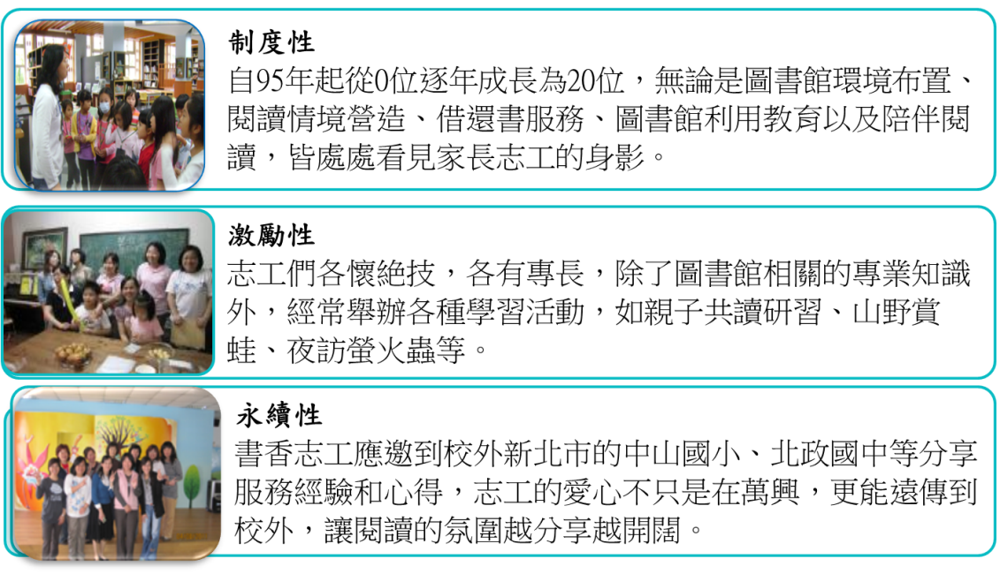 制度性
自95年起從0位逐年成長為20位，無論是圖書館環境布置、
閱讀情境營造、借還書服務、圖書館利用教育以及陪伴閱
讀，皆處處看見家長志工的身影。
激勵性
志工們各懷絶技，各有專長，除了圖書館相關的專業知識
外，經常舉辦各種學習活動，如親子共讀研習、山野賞
蛙、夜訪螢火蟲等。
永續性
書香志工應邀到校外新北市的中山國小、北政國中等分享
服務經驗和心得，志工的愛心不只是在萬興，更能遠傳到
校外，讓閱讀的氛圍越分享越開闊。